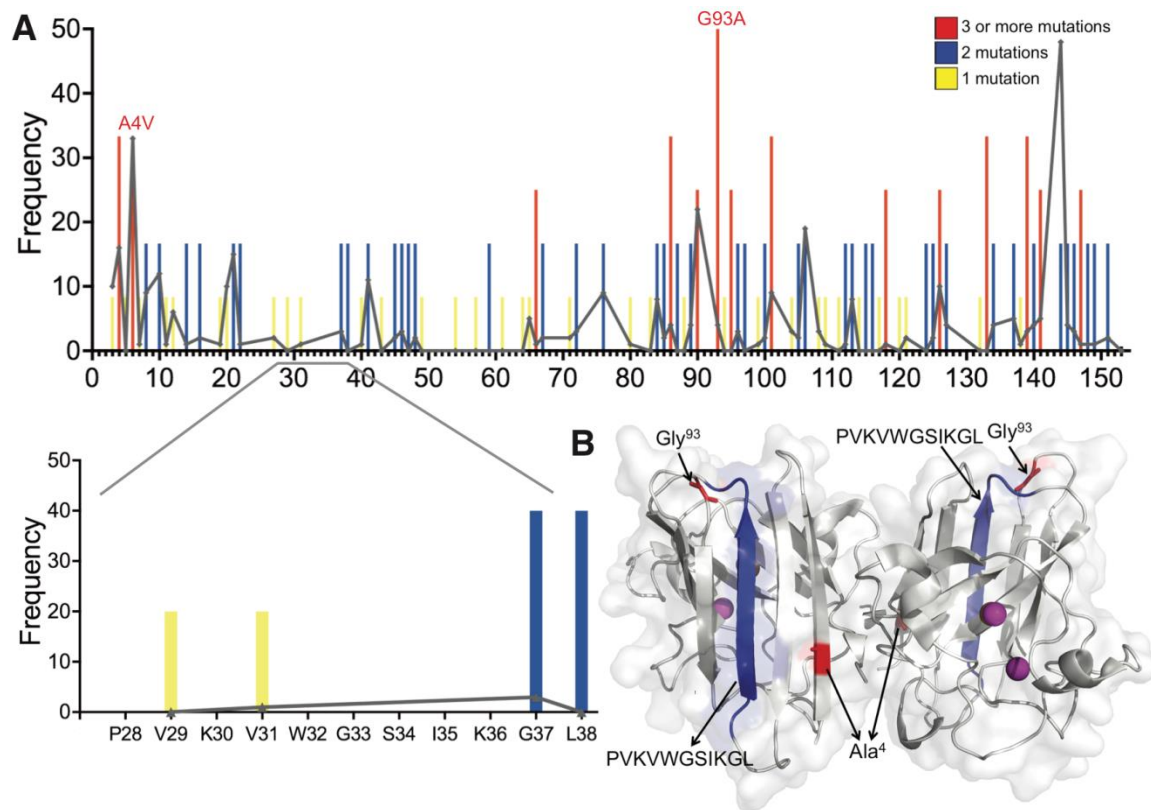 A
G93A
A4V
3 or more mutations
2 mutations
1 mutation
Frequency
50
40
30
20
10
0
0 10 20 30 40 50 60 70 80 90 100 110 120 130 140 150
Frequency
50
40
30
20
10
0
P28 V29 K30 V31 W32 G33 S34 I35 K36 G37 L38
B
Gly⁹³
PVKVWGSIKGL Gly⁹³
PVKVWGSIKGL
Ala⁴